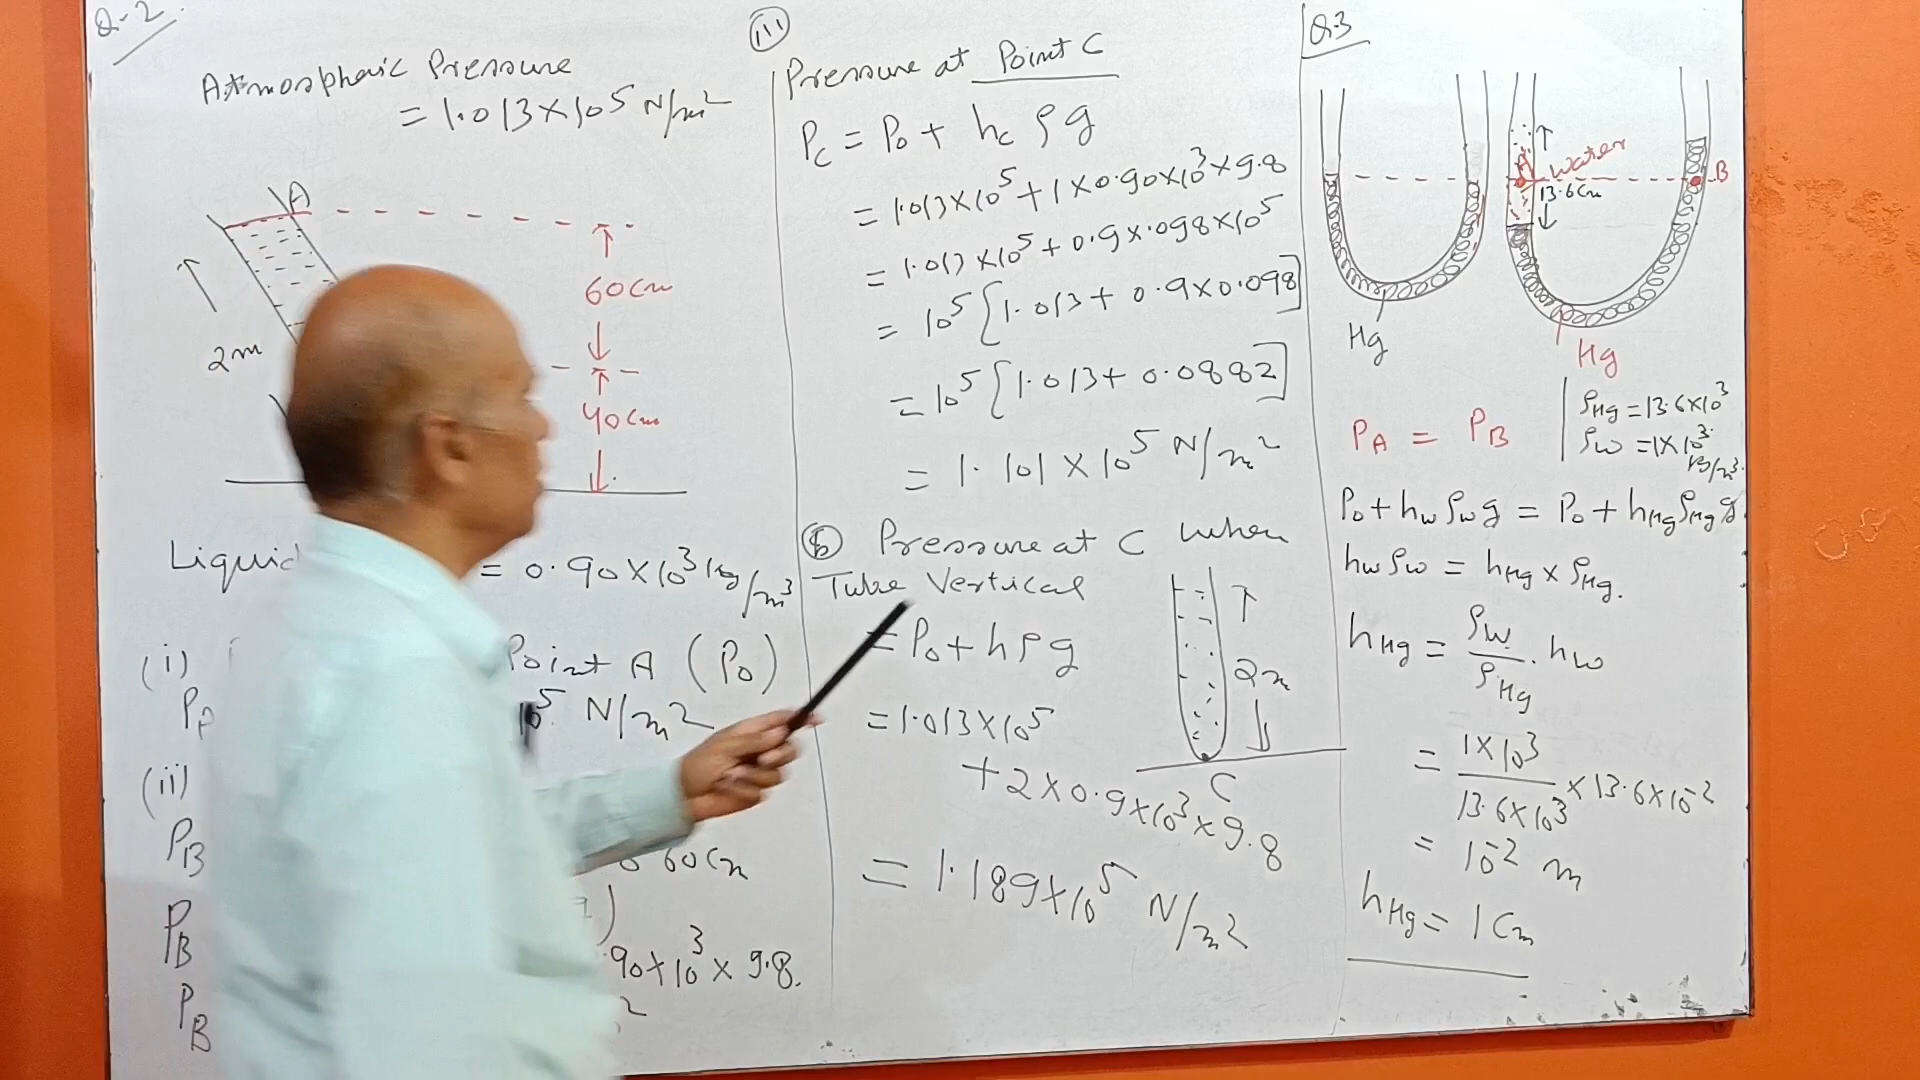 Q-2
Atmospheric Pressure
= 1.013×10⁵ N/m²
A
60cm
2m
40cm
= 0.90×10³ kg/m³
(i) Point A (P₀)
P_A 10⁵ N/m²
(ii)
P_B 60cm
P_B 90×10³ × 9.8.
P_B
(iii)
Pressure at Point C
P_C = P₀ + h_c ρ g
= 1.013×10⁵ + 1×0.90×10³×9.8
= 1.013×10⁵ + 0.9×.098×10⁵
= 10⁵ [1.013 + 0.9×0.098]
= 10⁵ [1.013 + 0.0882]
= 1.101 × 10⁵ N/m²
Pressure at C when
Tube Vertical
= P₀ + hρg
2m
= 1.013×10⁵
+ 2×0.9×10³×9.8
C
= 1.189×10⁵ N/m²
Q.3
A water
B
13.6cm
Hg
Hg
ρ_Hg = 13.6×10³
ρ_w = 1×10³ kg/m³.
P_A = P_B
P₀ + h_w ρ_w g = P₀ + h_Hg ρ_Hg g.
h_w ρ_w = h_Hg × ρ_Hg.
h_Hg = ρ_w/ρ_Hg . h_w
= 1×10³/13.6×10³ × 13.6×10⁻²
= 10⁻² m
h_Hg = 1 Cm